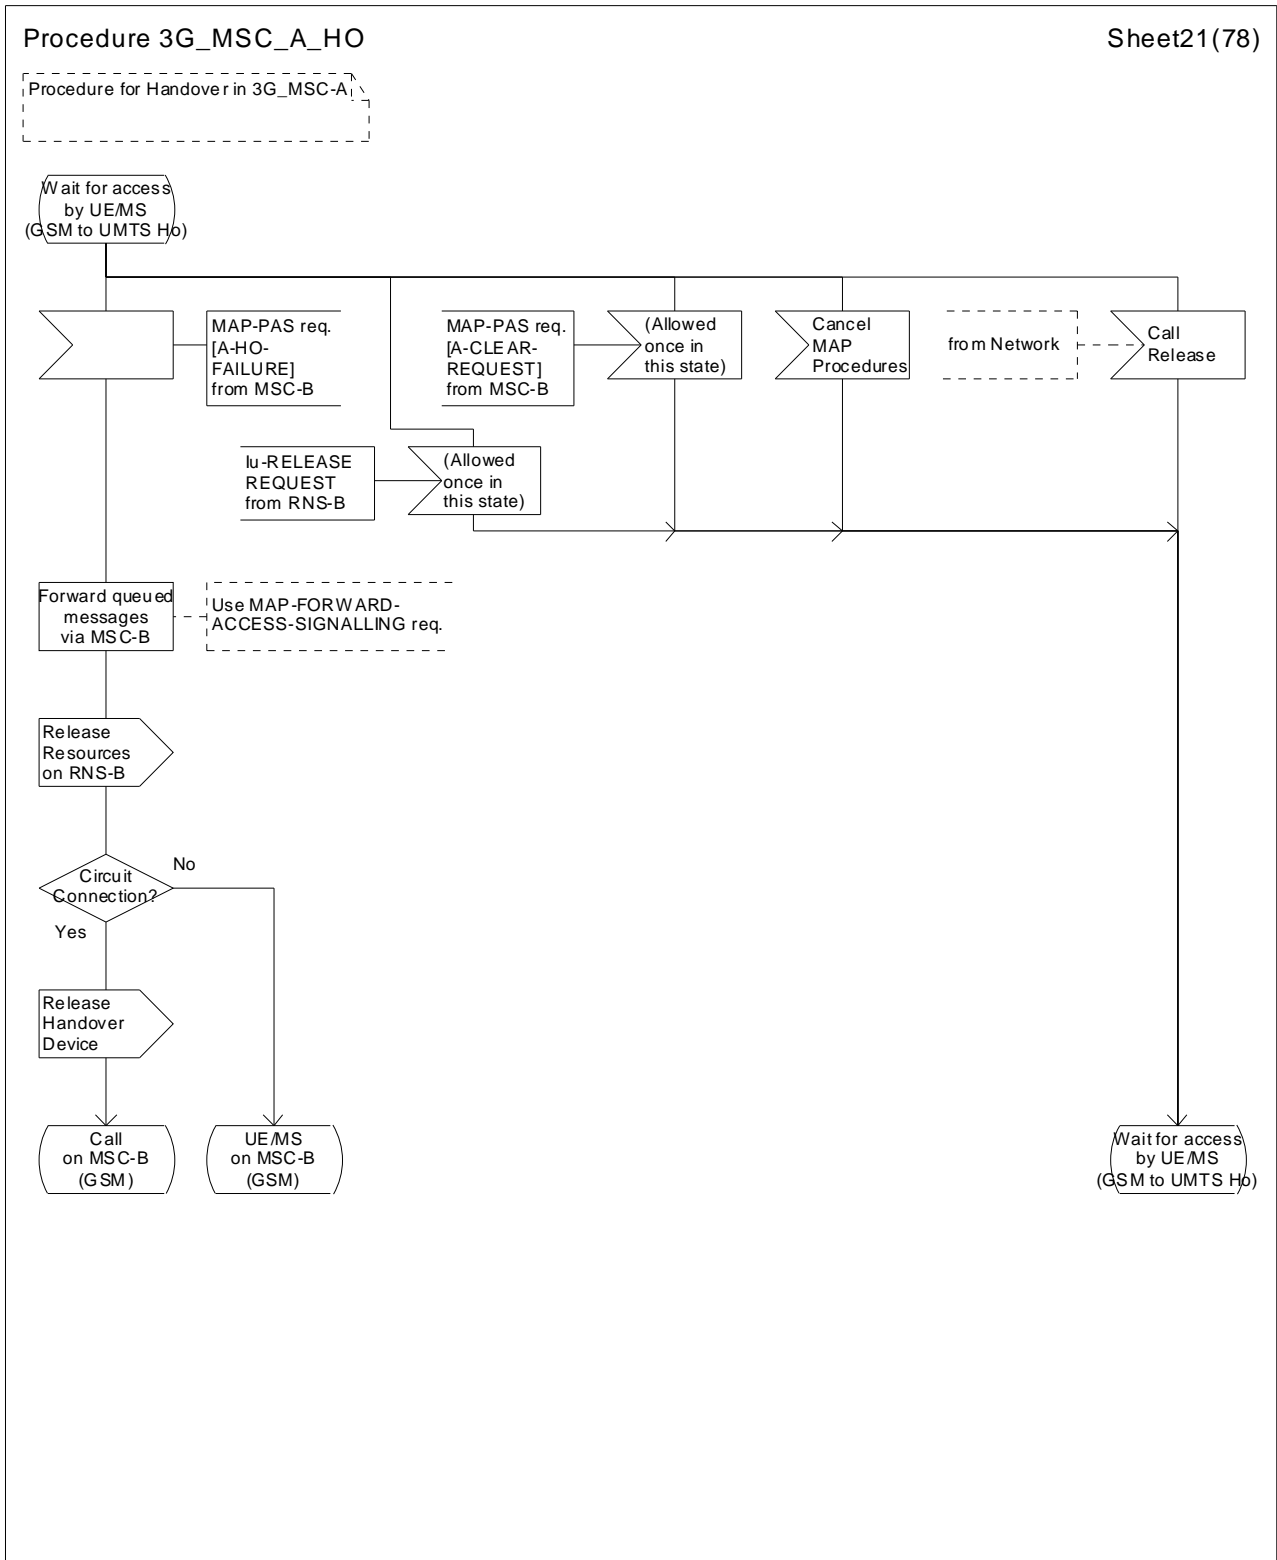 Procedure 3G_MSC_A_HO
Sheet21(78)
Procedure for Handover in 3G_MSC-A
Wait for access
by UE/MS
(GSM to UMTS Ho)
MAP-PAS req.
[A-HO-
FAILURE]
from MSC-B
MAP-PAS req.
[A-CLEAR-
REQUEST]
from MSC-B
(Allowed
once in
this state)
Cancel
MAP
Procedures
from Network
Call
Release
Iu-RELEASE
REQUEST
from RNS-B
(Allowed
once in
this state)
Forward queued
messages
via MSC-B
Use MAP-FORWARD-
ACCESS-SIGNALLING req.
Release
Resources
on RNS-B
Circuit
Connection?
No
Yes
Release
Handover
Device
Call
on MSC-B
(GSM)
UE/MS
on MSC-B
(GSM)
Wait for access
by UE/MS
(GSM to UMTS Ho)